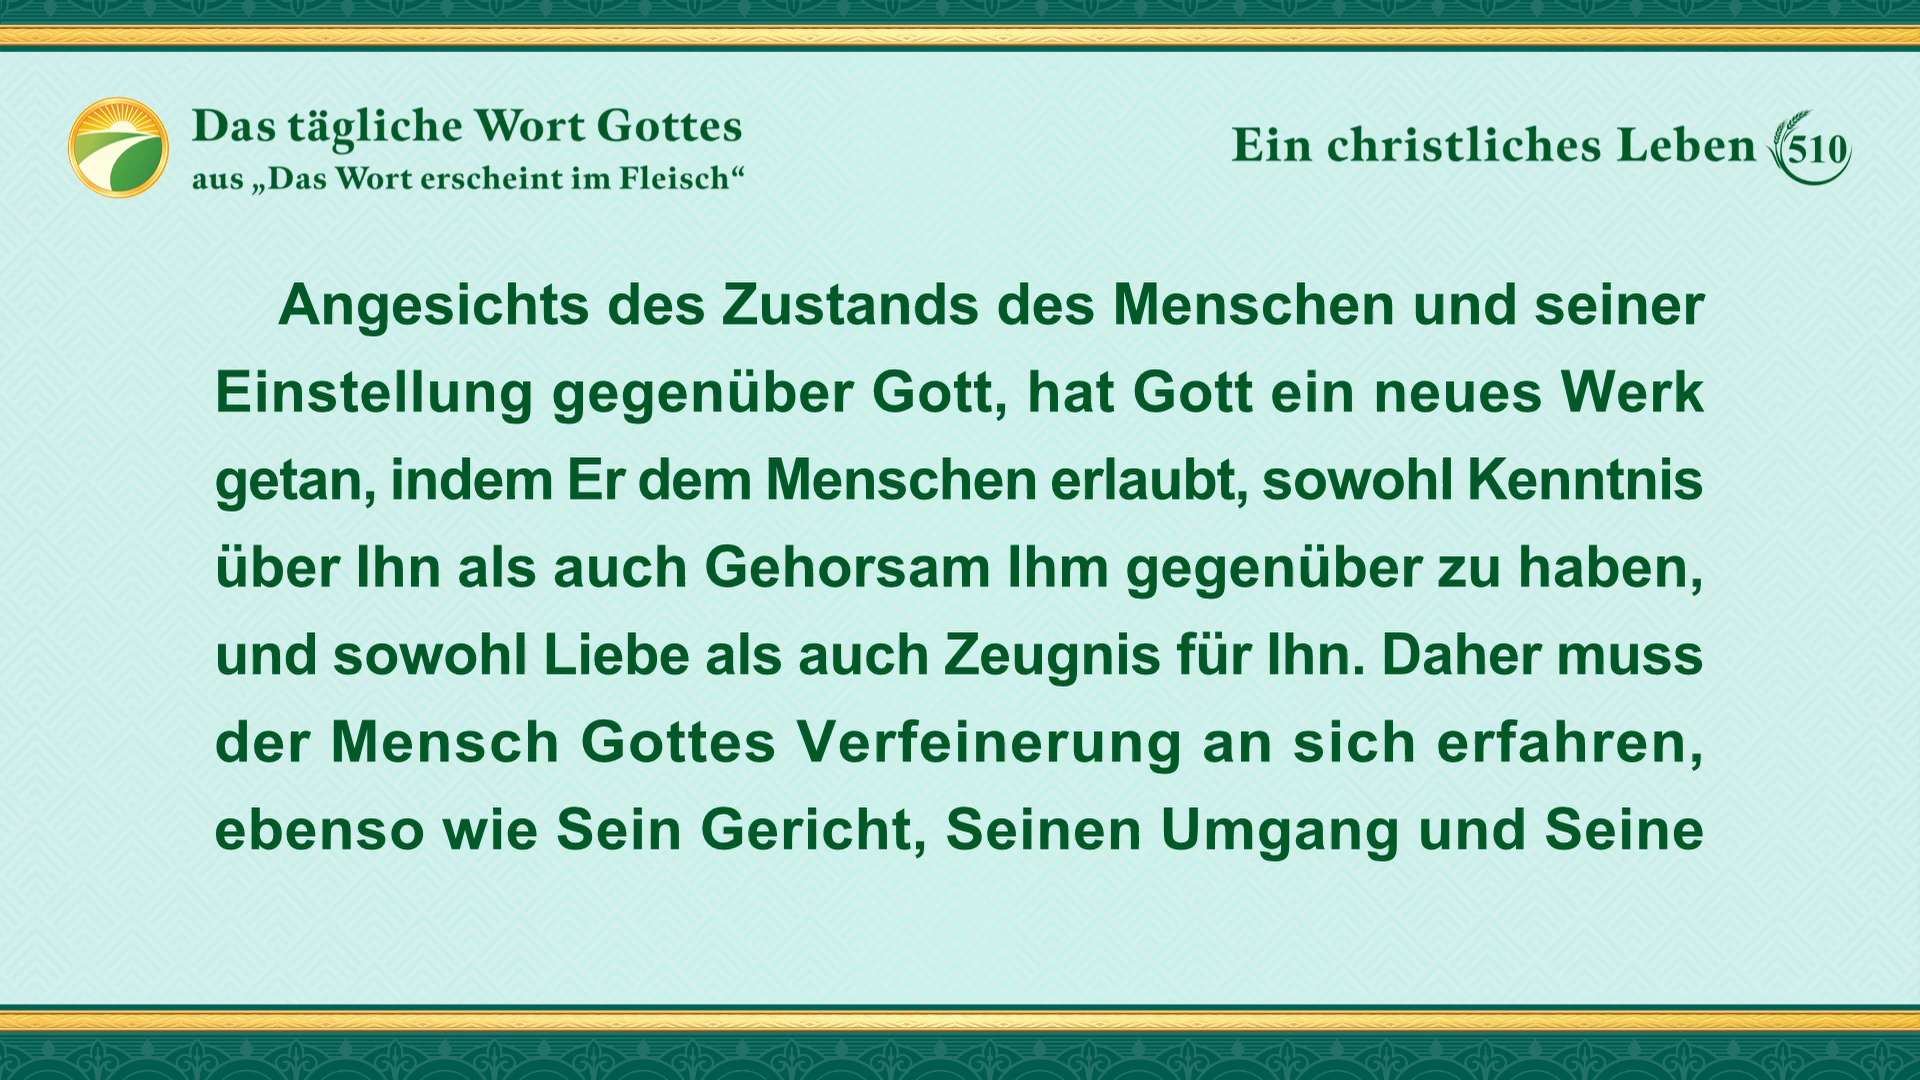 Das tägliche Wort Gottes
aus „Das Wort erscheint im Fleisch“
Ein christliches Leben 510
Angesichts des Zustands des Menschen und seiner
Einstellung gegenüber Gott, hat Gott ein neues Werk
getan, indem Er dem Menschen erlaubt, sowohl Kenntnis
über Ihn als auch Gehorsam Ihm gegenüber zu haben,
und sowohl Liebe als auch Zeugnis für Ihn. Daher muss
der Mensch Gottes Verfeinerung an sich erfahren,
ebenso wie Sein Gericht, Seinen Umgang und Seine